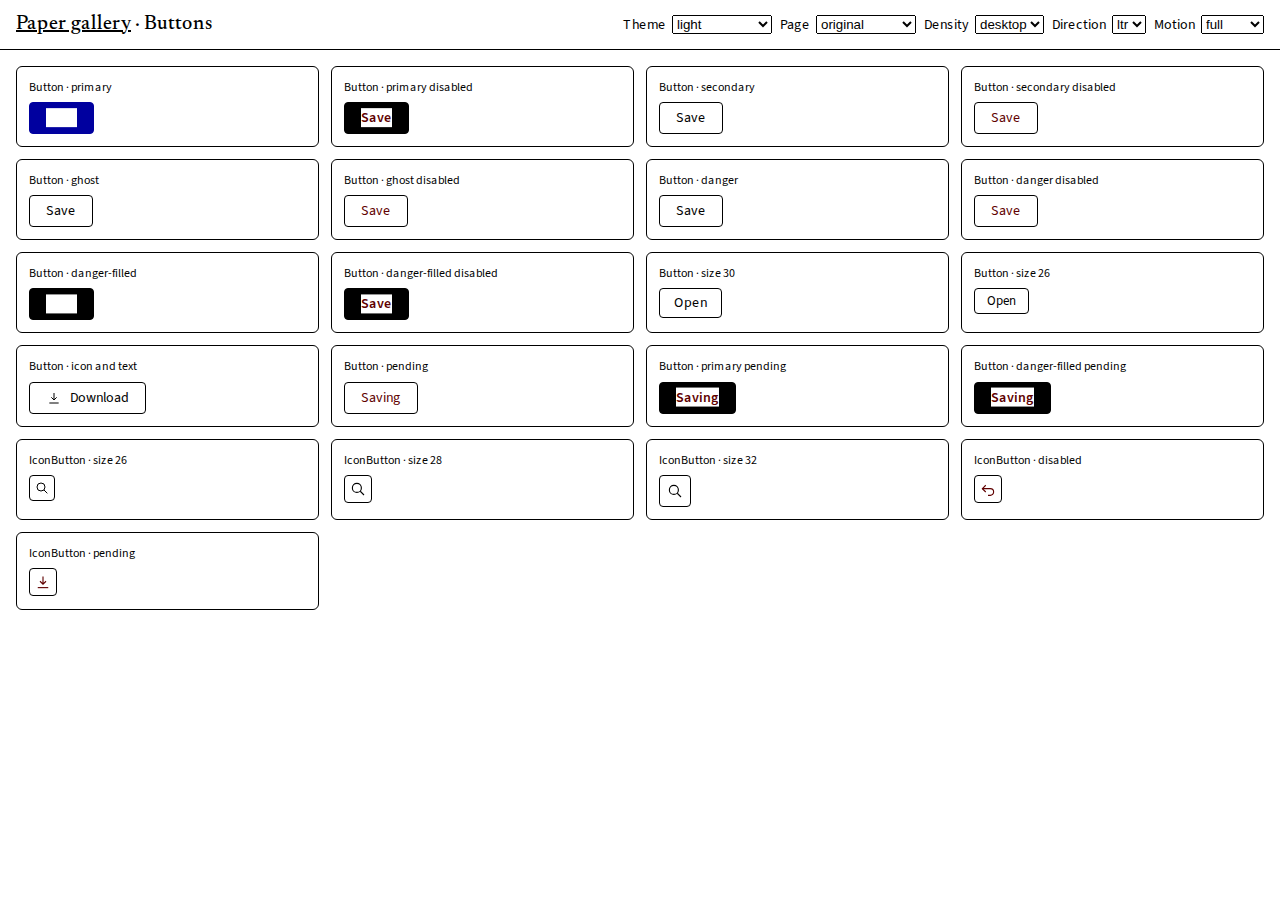 Paper gallery · Buttons
Theme light Page original Density desktop Direction ltr Motion full
Button · primary
Button · primary disabled
Button · secondary
Button · secondary disabled
Save
Save
Save
Button · ghost
Button · ghost disabled
Button · danger
Button · danger disabled
Save
Save
Save
Save
Button · danger-filled
Button · danger-filled disabled
Button · size 30
Button · size 26
Save
Open
Open
Button · icon and text
Button · pending
Button · primary pending
Button · danger-filled pending
Download
Saving
Saving
Saving
IconButton · size 26
IconButton · size 28
IconButton · size 32
IconButton · disabled
IconButton · pending